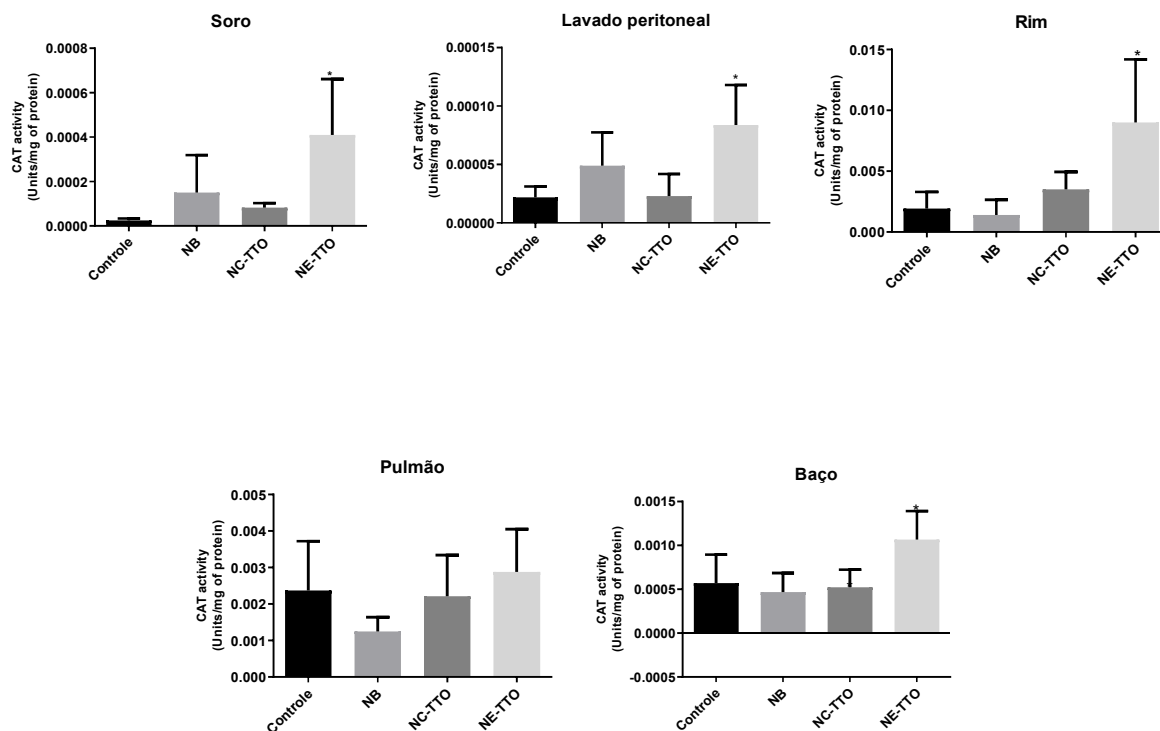 Soro
CAT activity
(Units/mg of protein)
0.0008
0.0006
0.0004
0.0002
0.0000
*
Controle
NB
NC-TTO
NE-TTO
Lavado peritoneal
CAT activity
(Units/mg of protein)
0.00015
0.00010
0.00005
0.00000
*
Controle
NB
NC-TTO
NE-TTO
Rim
CAT activity
(Units/mg of protein)
0.015
0.010
0.005
0.000
*
Controle
NB
NC-TTO
NE-TTO
Pulmão
CAT activity
(Units/mg of protein)
0.005
0.004
0.003
0.002
0.001
0.000
Controle
NB
NC-TTO
NE-TTO
Baço
CAT activity
(Units/mg of protein)
0.0015
0.0010
0.0005
0.0000
-0.0005
*
*
Controle
NB
NC-TTO
NE-TTO